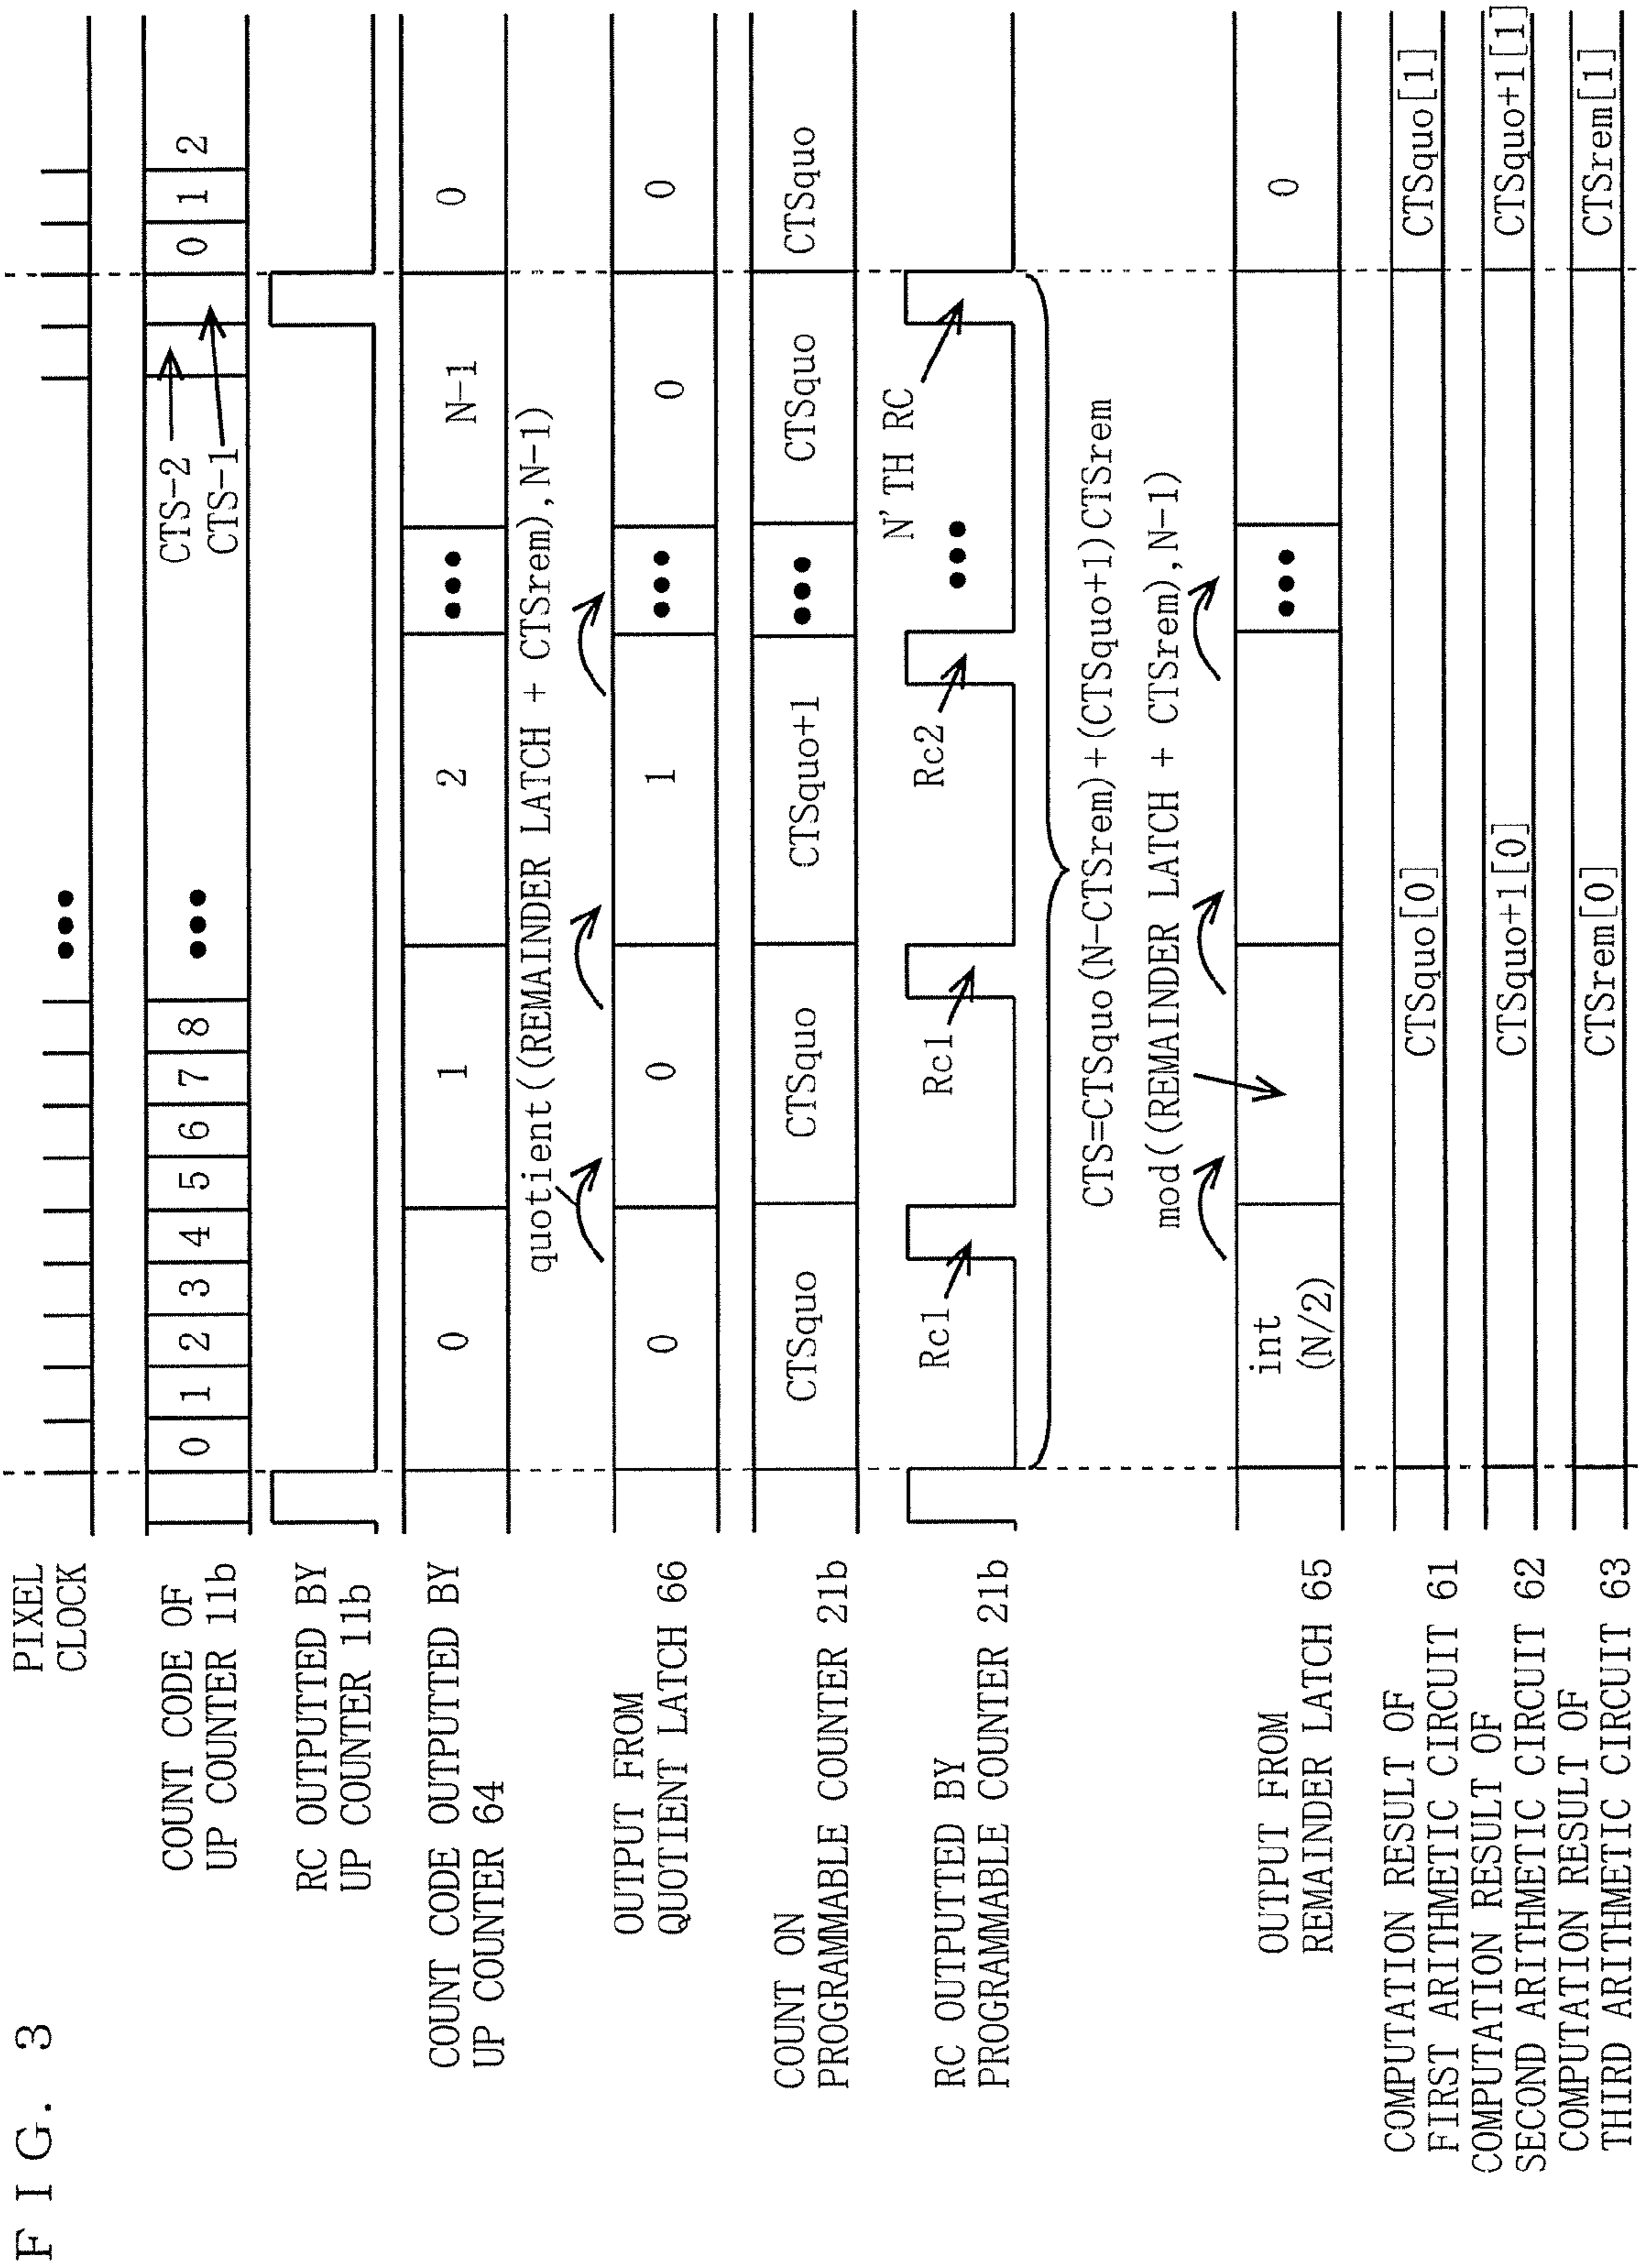 F I G. 3
PIXEL
CLOCK
COUNT CODE OF
UP COUNTER 11b
0 1 2 3 4 5 6 7 8 ●●● CTS-2
CTS-1
0 1 2
RC OUTPUTTED BY
UP COUNTER 11b
COUNT CODE OUTPUTTED BY
UP COUNTER 64
0 1 2 ●●● N-1 0
quotient((REMAINDER LATCH + CTSrem), N-1)
OUTPUT FROM
QUOTIENT LATCH 66
0 0 1 ●●● 0 0
COUNT ON
PROGRAMMABLE COUNTER 21b
CTSquo CTSquo CTSquo+1 ●●● CTSquo CTSquo
RC OUTPUTTED BY
PROGRAMMABLE COUNTER 21b
Rc1 Rc1 Rc2 ●●● N'TH RC
CTS=CTSquo(N-CTSrem)+(CTSquo+1)CTSrem
mod((REMAINDER LATCH + CTSrem), N-1)
OUTPUT FROM
REMAINDER LATCH 65
int
(N/2)
●●● 0
COMPUTATION RESULT OF
FIRST ARITHMETIC CIRCUIT 61
CTSquo[0] CTSquo[1]
COMPUTATION RESULT OF
SECOND ARITHMETIC CIRCUIT 62
CTSquo+1[0] CTSquo+1[1]
COMPUTATION RESULT OF
THIRD ARITHMETIC CIRCUIT 63
CTSrem[0] CTSrem[1]